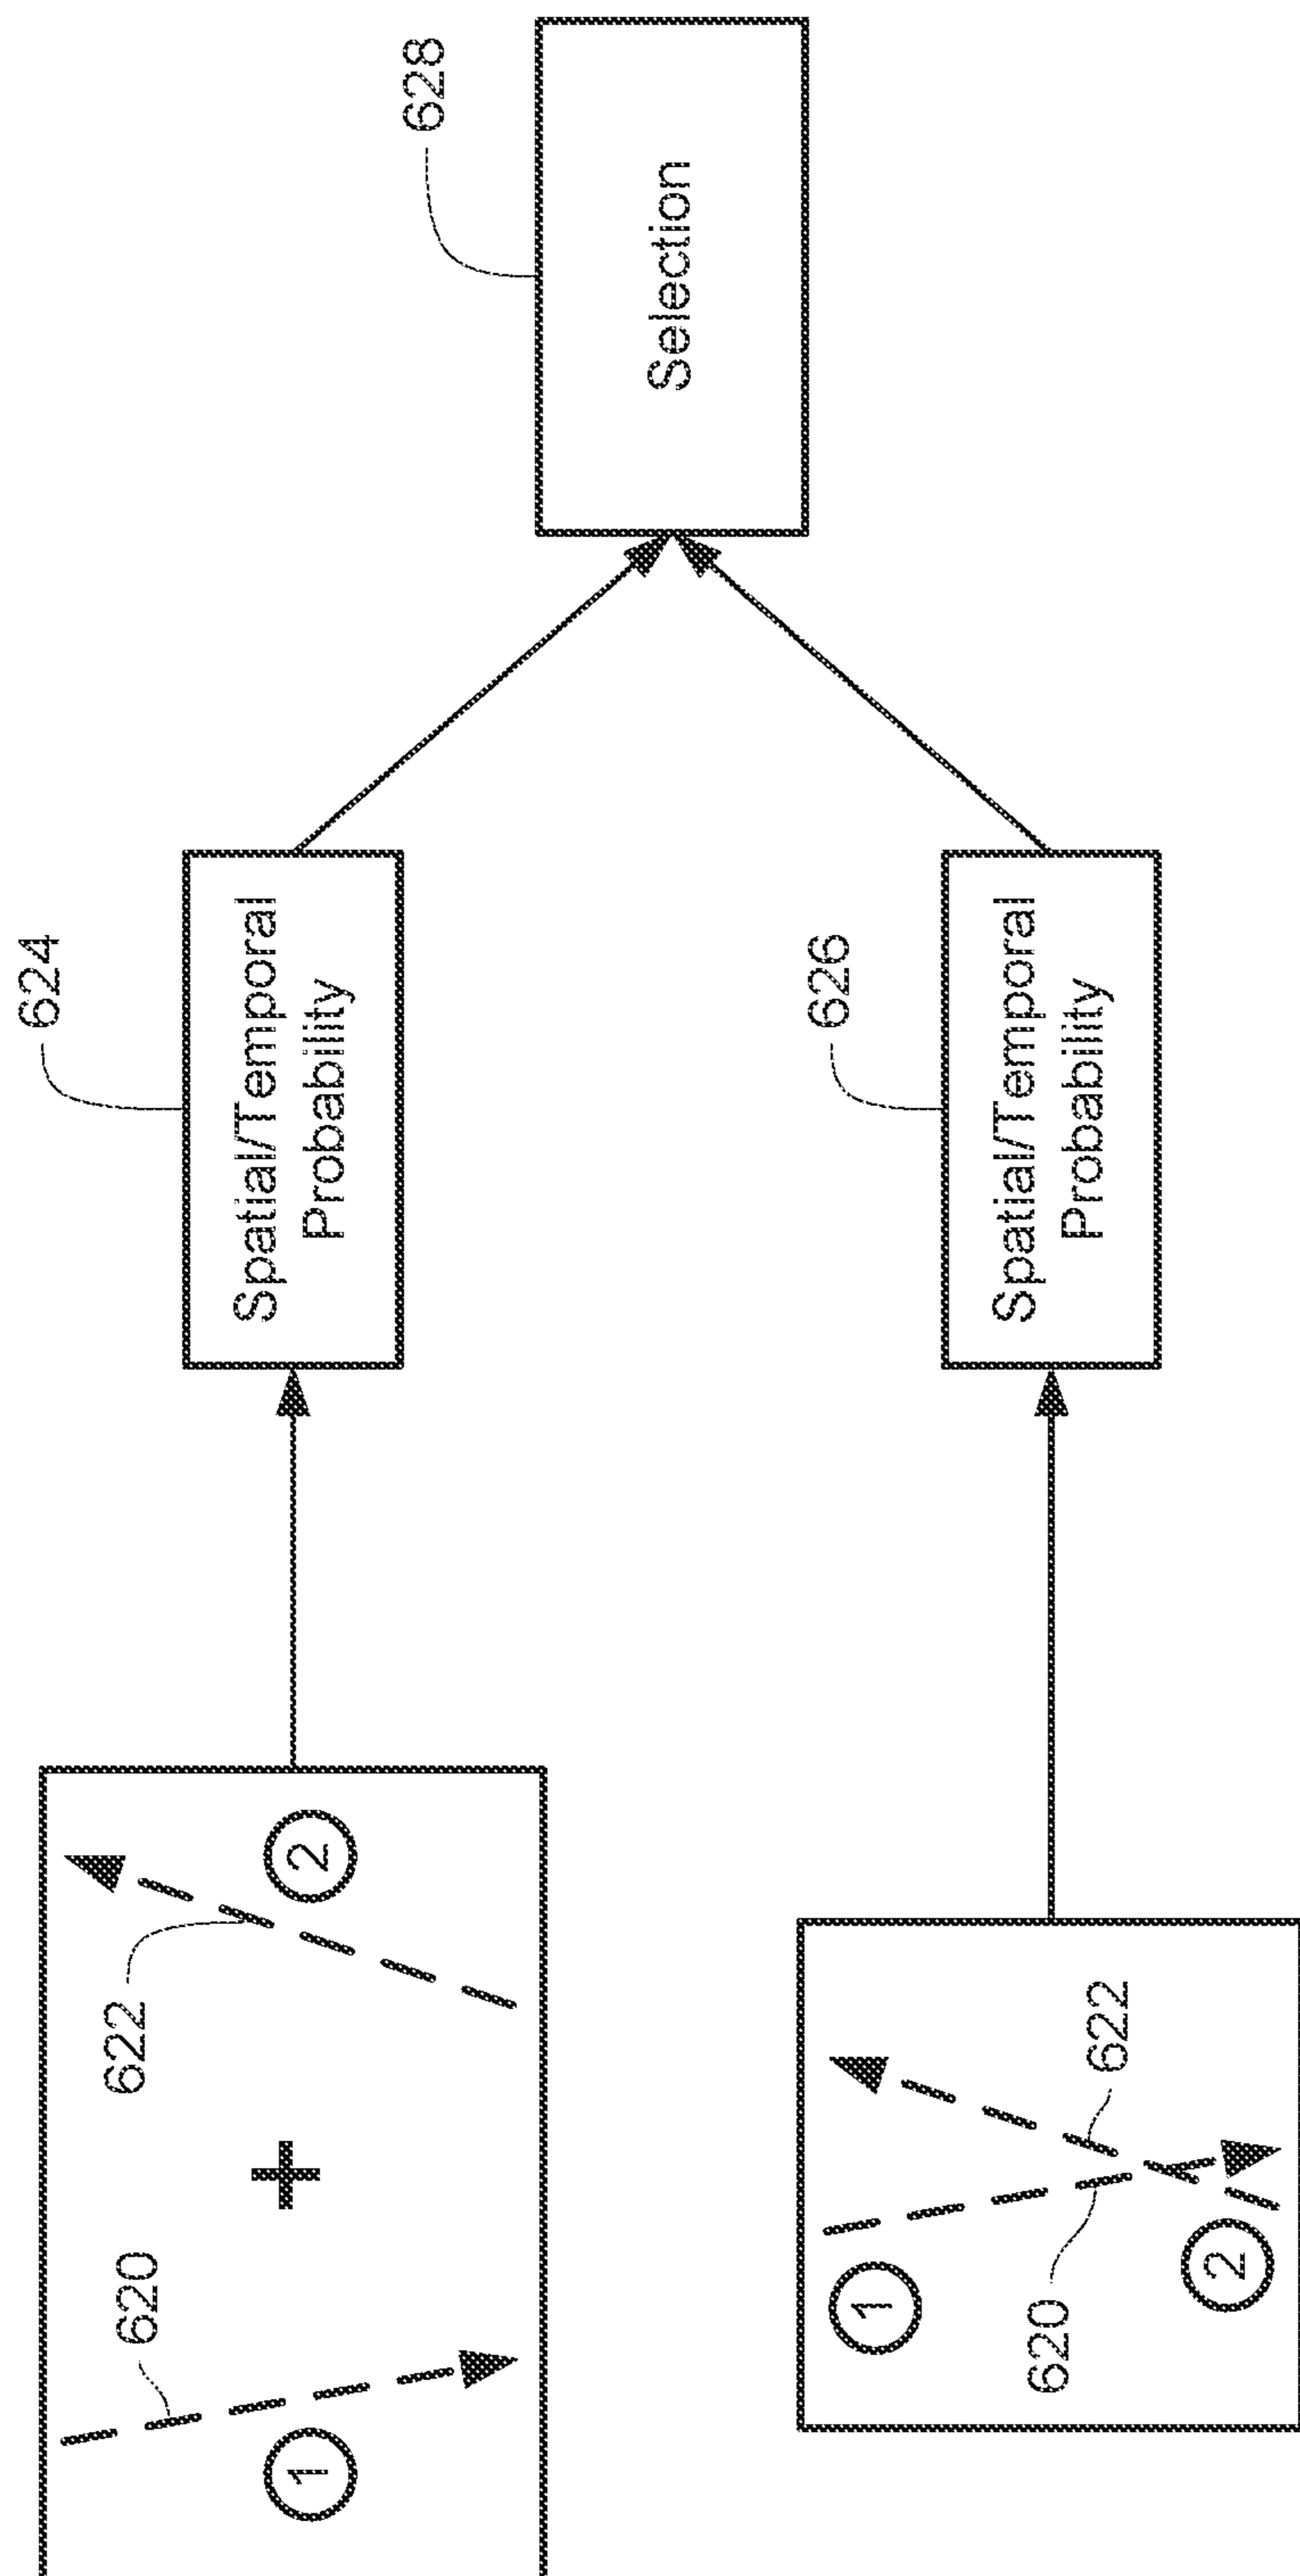 620
622
1
+
2
624
Spatial/Temporal
Probability
628
Selection
1
620
2
622
626
Spatial/Temporal
Probability